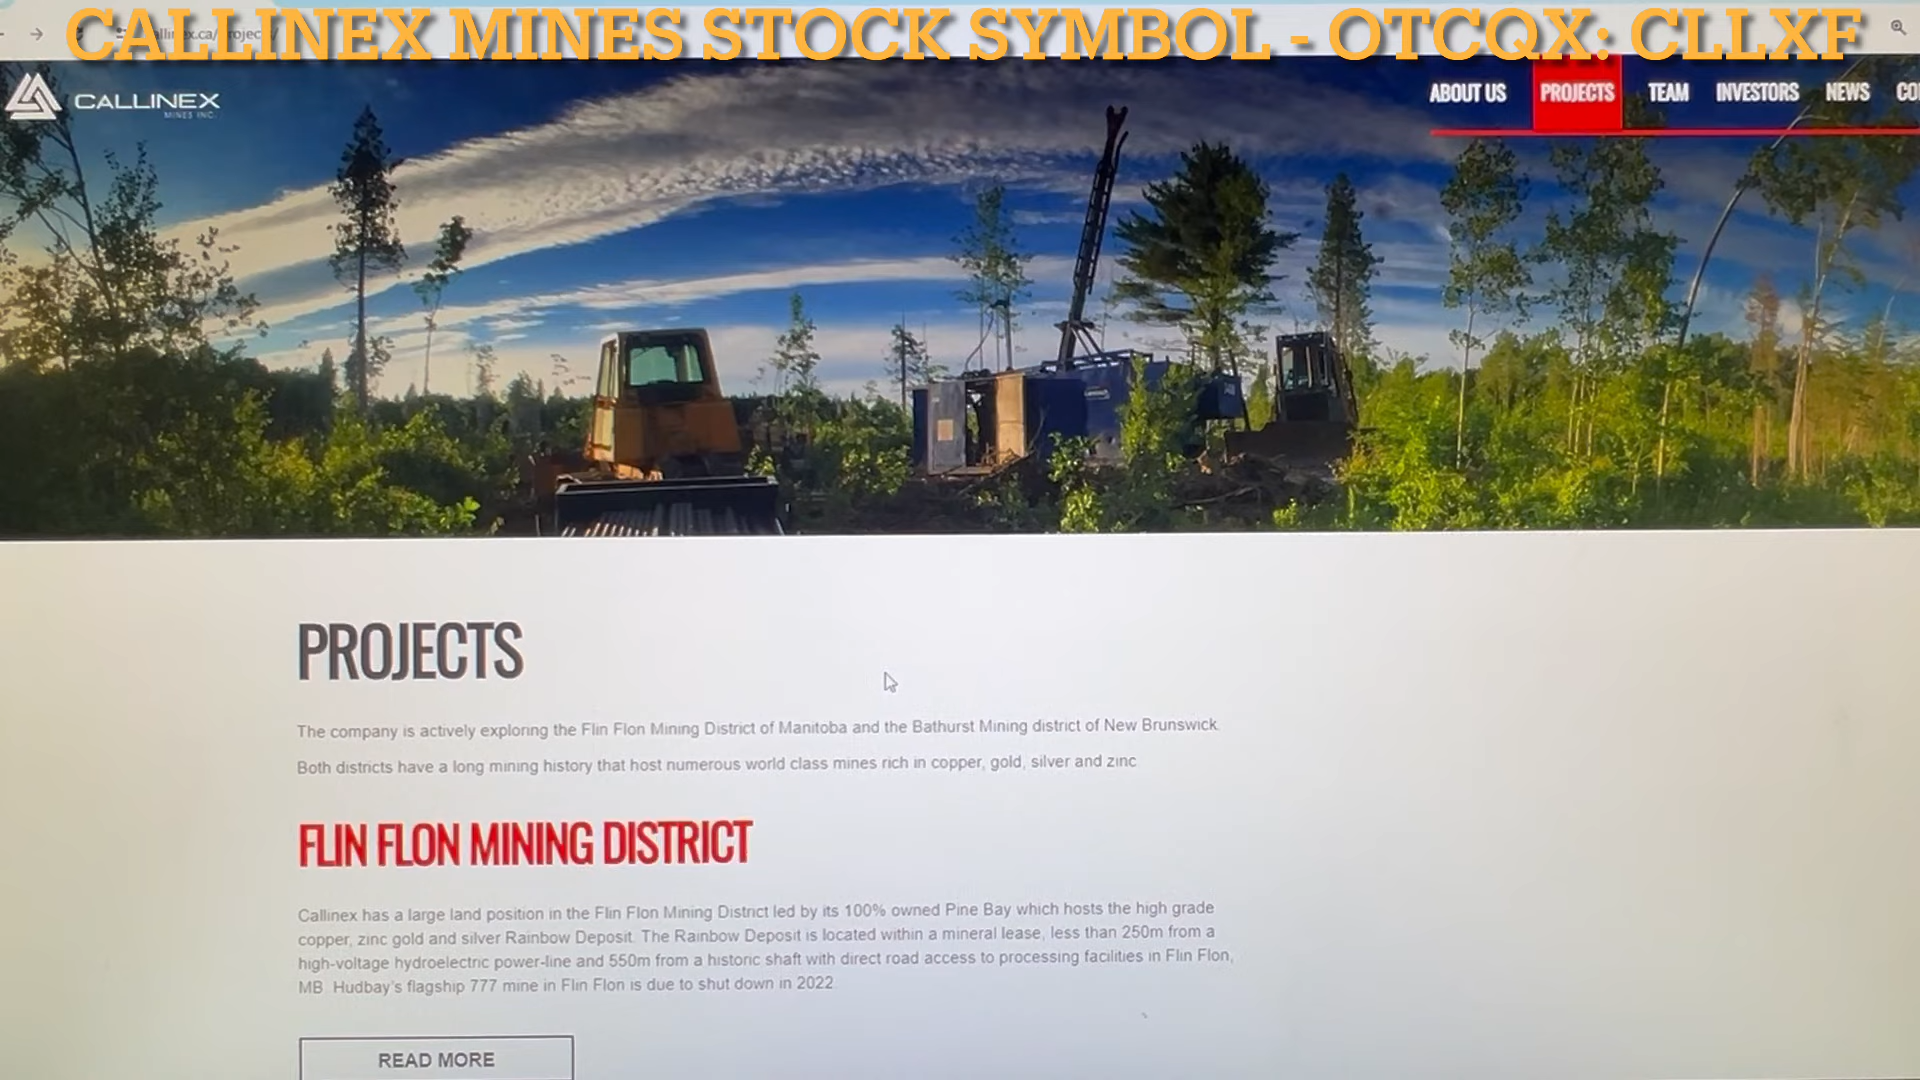 CALLINEX MINES STOCK SYMBOL - OTCQX: CLLXF
CALLINEX
MINES INC.
ABOUT US
PROJECTS
TEAM
INVESTORS
NEWS
PROJECTS
The company is actively exploring the Flin Flon Mining District of Manitoba and the Bathurst Mining district of New Brunswick.
Both districts have a long mining history that host numerous world class mines rich in copper, gold, silver and zinc.
FLIN FLON MINING DISTRICT
Callinex has a large land position in the Flin Flon Mining District led by its 100% owned Pine Bay which hosts the high grade
copper, zinc gold and silver Rainbow Deposit. The Rainbow Deposit is located within a mineral lease, less than 250m from a
high-voltage hydroelectric power-line and 550m from a historic shaft with direct road access to processing facilities in Flin Flon,
MB. Hudbay's flagship 777 mine in Flin Flon is due to shut down in 2022.
READ MORE